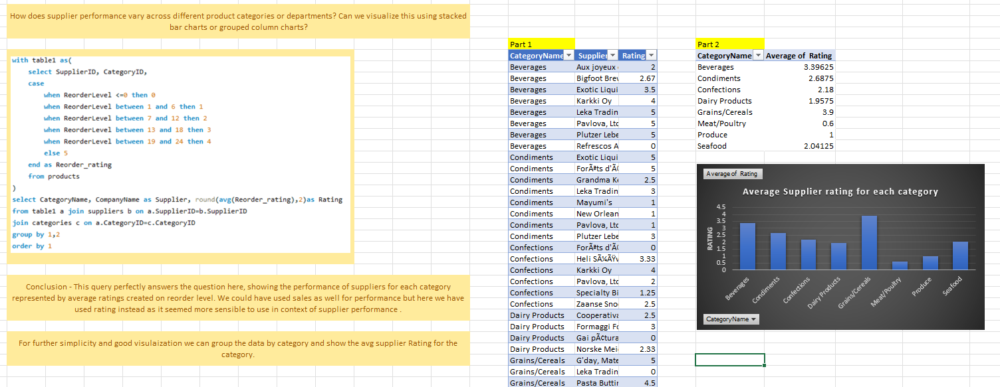 How does supplier performance vary across different product categories or departments? Can we visualize this using stacked
bar charts or grouped column charts?
with table1 as(
select SupplierID, CategoryID,
case
when ReorderLevel <=0 then 0
when ReorderLevel between 1 and 6 then 1
when ReorderLevel between 7 and 12 then 2
when ReorderLevel between 13 and 18 then 3
when ReorderLevel between 19 and 24 then 4
else 5
end as Reorder_rating
from products
)
select CategoryName, CompanyName as Supplier, round(avg(Reorder_rating),2)as Rating
from table1 a join suppliers b on a.SupplierID=b.SupplierID
join categories c on a.CategoryID=c.CategoryID
group by 1,2
order by 1
Conclusion - This query perfectly answers the question here, showing the performance of suppliers for each category
represented by average ratings created on reorder level. We could have used sales as well for performance but here we have
used rating instead as it seemed more sensible to use in context of supplier performance .
For further simplicity and good visulaization we can group the data by category and show the avg supplier Rating for the
category.
Part 1
CategoryName Supplier Rating
Beverages Aux joyeux 2
Beverages Bigfoot Brev 2.67
Beverages Exotic Liqui 3.5
Beverages Karkki Oy 4
Beverages Leka Tradin 5
Beverages Pavlova, Ltd 5
Beverages Plutzer Lebe 5
Beverages Refrescos A 0
Condiments Exotic Liqui 5
Condiments ForÃªts d'Ã 5
Condiments Grandma Ke 2.5
Condiments Leka Tradin 3
Condiments Mayumi's 1
Condiments New Orlean 1
Condiments Pavlova, Ltd 1
Condiments Plutzer Lebe 3
Confections ForÃªts d'Ã 0
Confections Heli SÃ¼ÃŸv 3.33
Confections Karkki Oy 4
Confections Pavlova, Ltd 2
Confections Specialty Bi 1.25
Confections Zaanse Sno 2.5
Dairy Products Cooperativa 2.5
Dairy Products Formaggi Fo 3
Dairy Products Gai pÃ¢tura 0
Dairy Products Norske Mei 2.33
Grains/Cereals G'day, Mate 5
Grains/Cereals Leka Tradin 0
Grains/Cereals Pasta Buttin 4.5
Part 2
CategoryName Average of Rating
Beverages 3.39625
Condiments 2.6875
Confections 2.18
Dairy Products 1.9575
Grains/Cereals 3.9
Meat/Poultry 0.6
Produce 1
Seafood 2.04125
Average of Rating
Average Supplier rating for each category
RATING
4.5
4
3.5
3
2.5
2
1.5
1
0.5
0
Beverages
Condiments
Confections
Dairy Products
Grains/Cereals
Meat/Poultry
Produce
Seafood
CategoryName